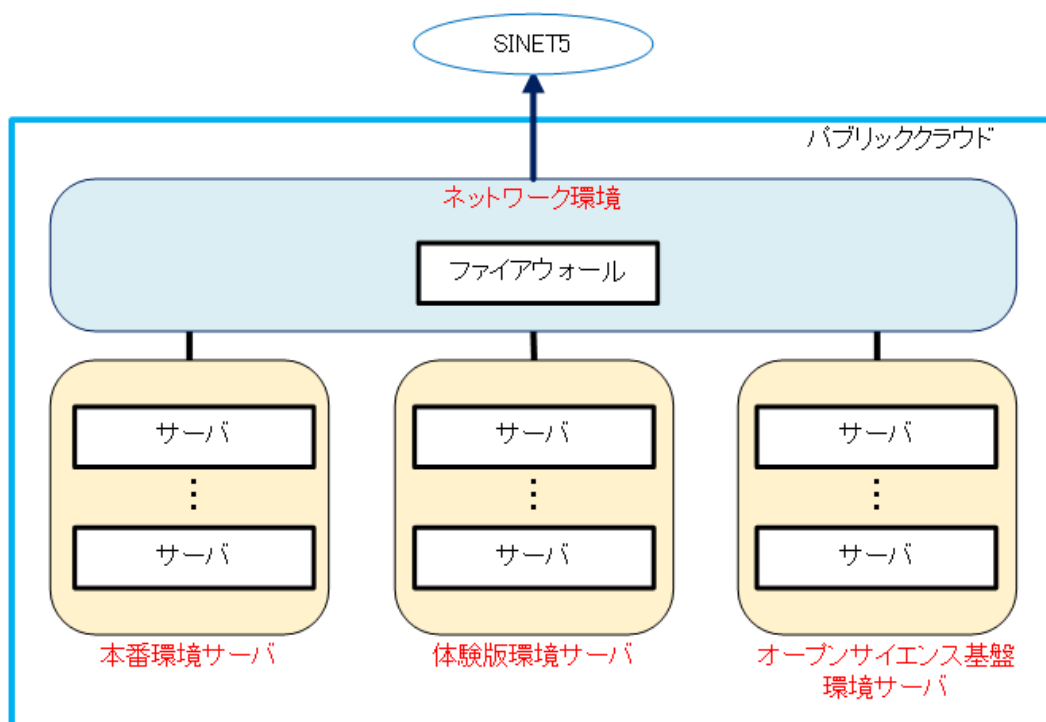 SINET5
パブリッククラウド
ネットワーク環境
ファイアウォール
サーバ
サーバ
サーバ
⋮
⋮
⋮
サーバ
サーバ
サーバ
本番環境サーバ
体験版環境サーバ
オープンサイエンス基盤
環境サーバ